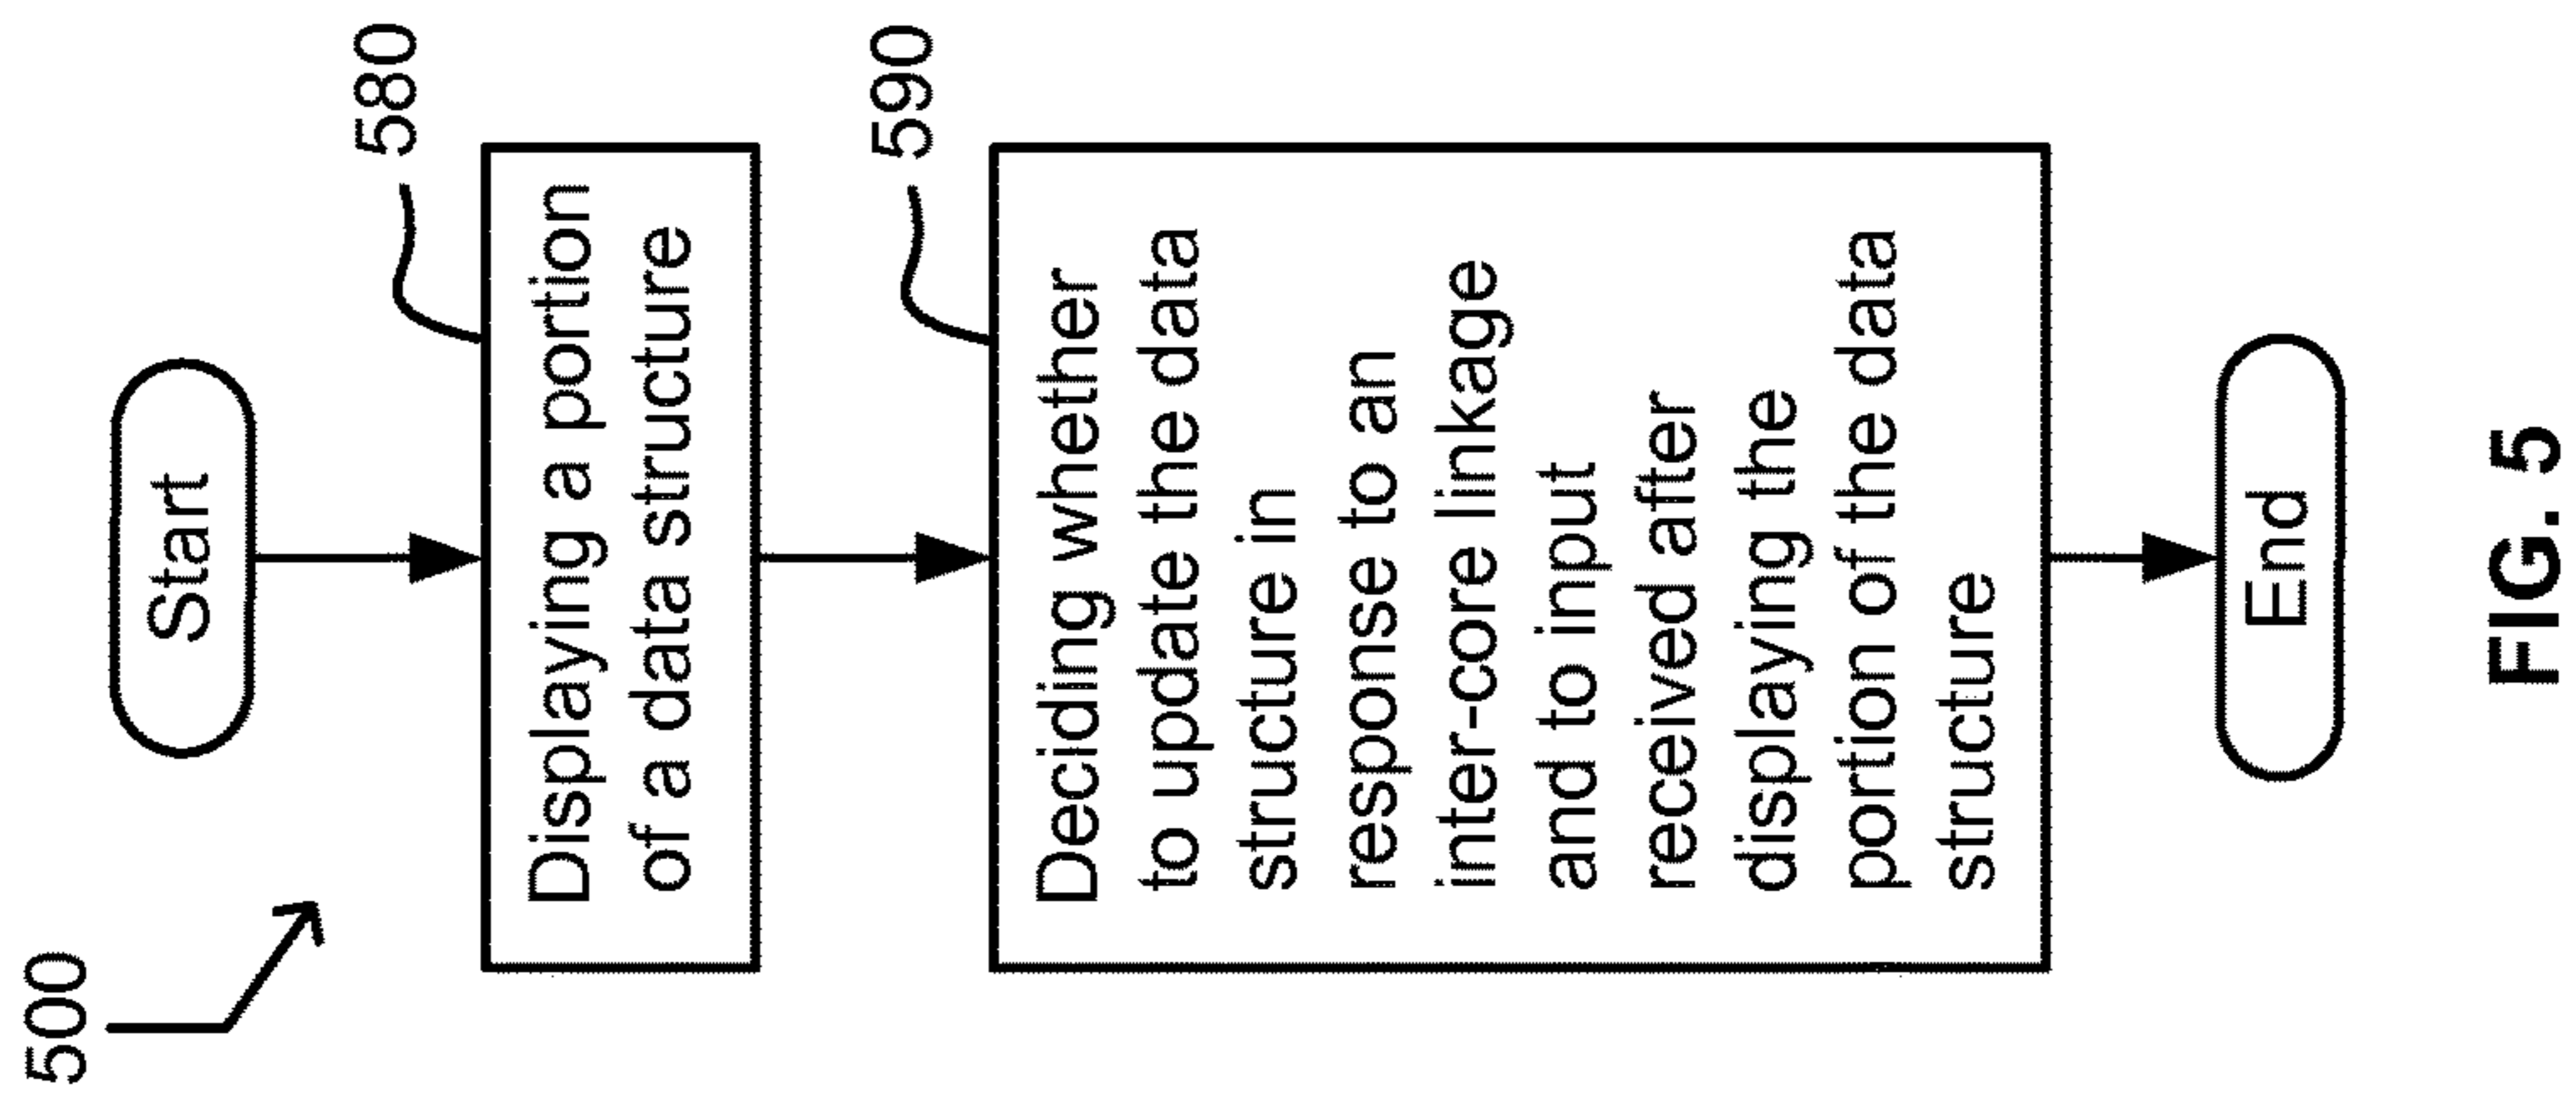 500
Start
580
Displaying a portion
of a data structure
590
Deciding whether
to update the data
structure in
response to an
inter-core linkage
and to input
received after
displaying the
portion of the data
structure
End
FIG. 5